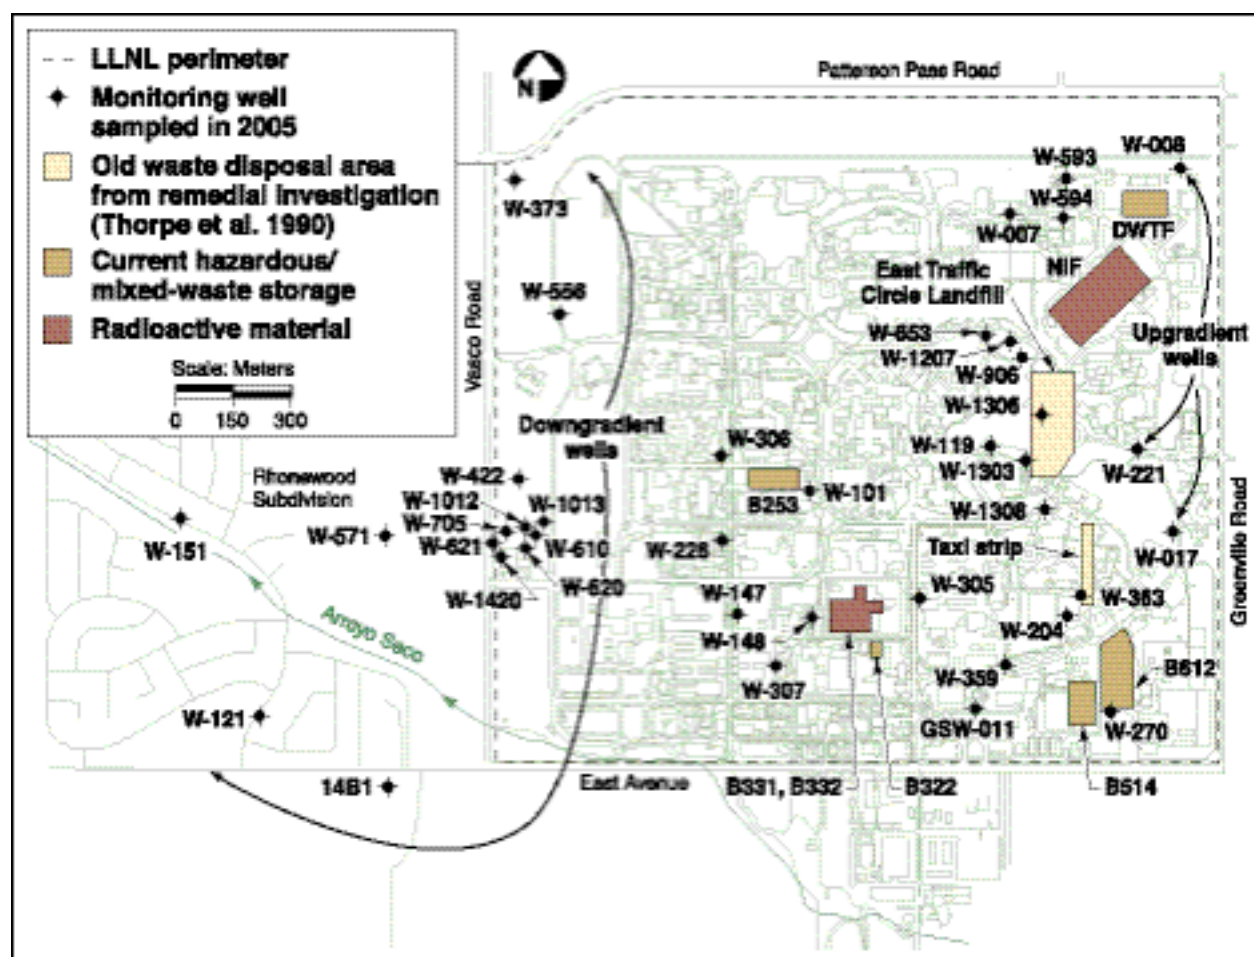 LLNL perimeter
Monitoring well
sampled in 2005
Old waste disposal area
from remedial investigation
(Thorpe et al. 1990)
Current hazardous/
mixed-waste storage
Radioactive material
Scale: Meters
0 150 300
N
Patterson Pass Road
Vasco Road
Greenville Road
East Avenue
Rhonewood
Subdivision
Arroyo Seco
W-373
W-556
Downgradient
wells
W-422
W-1012
W-1013
W-705
W-571
W-621
W-610
W-620
W-1420
W-151
W-121
14B1
W-593
W-008
W-594
W-007
DWTF
NIF
East Traffic
Circle Landfill
W-653
W-1207
W-906
Upgradient
wells
W-1306
W-306
W-119
W-1303
W-221
B253
W-101
W-1308
W-226
Taxi strip
W-017
W-147
W-305
W-363
W-148
W-204
W-307
W-359
B612
GSW-011
W-270
B331, B332
B322
B514